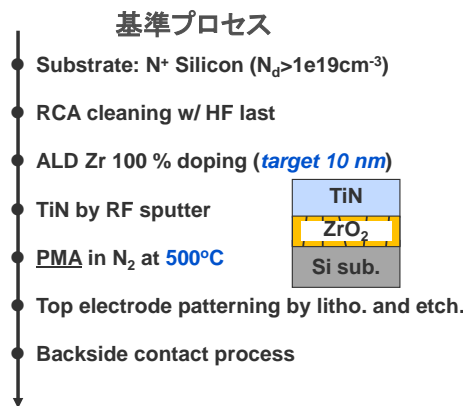 基準プロセス
Substrate: N⁺ Silicon (N_d>1e19cm⁻³)
RCA cleaning w/ HF last
ALD Zr 100 % doping (target 10 nm)
TiN by RF sputter
PMA in N₂ at 500°C
Top electrode patterning by litho. and etch.
Backside contact process
TiN
ZrO₂
Si sub.